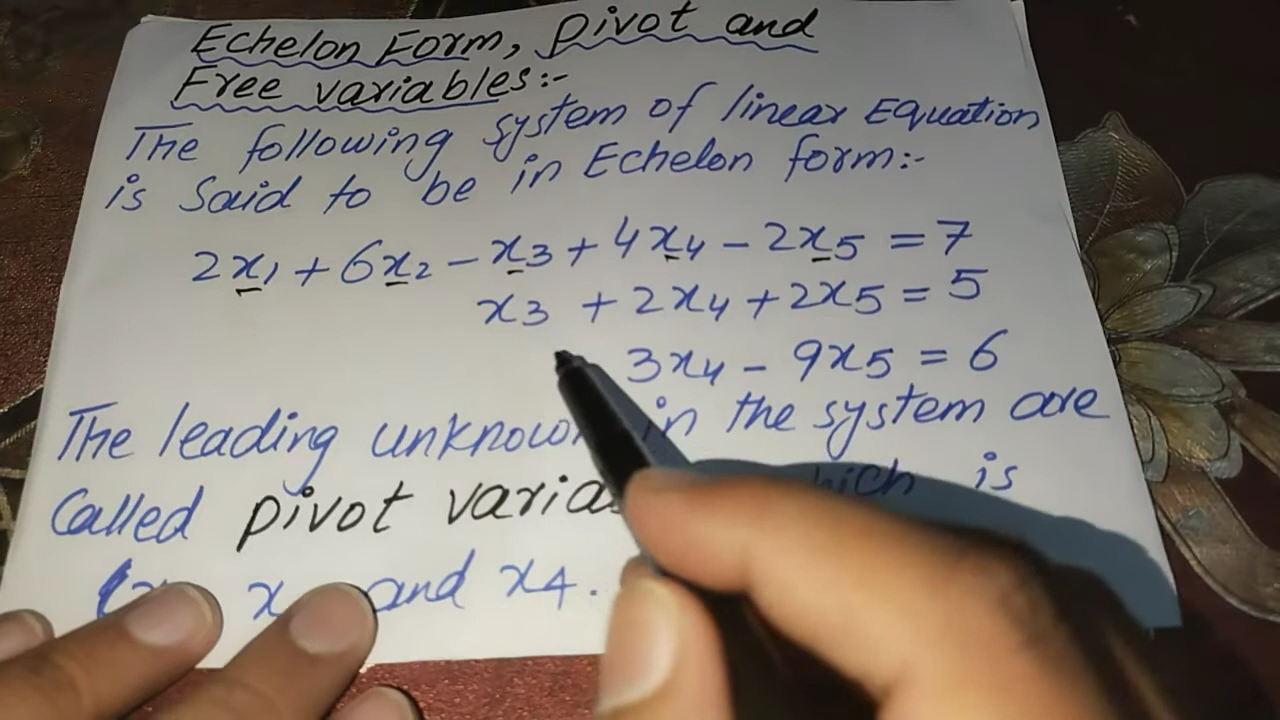 Echelon Form, pivot and
Free variables:-
The following system of linear Equation
is Said to be in Echelon form:-
2x1 + 6x2 - x3 + 4x4 - 2x5 = 7
x3 + 2x4 + 2x5 = 5
3x4 - 9x5 = 6
The leading in the system are
Called pivot is
and x4.